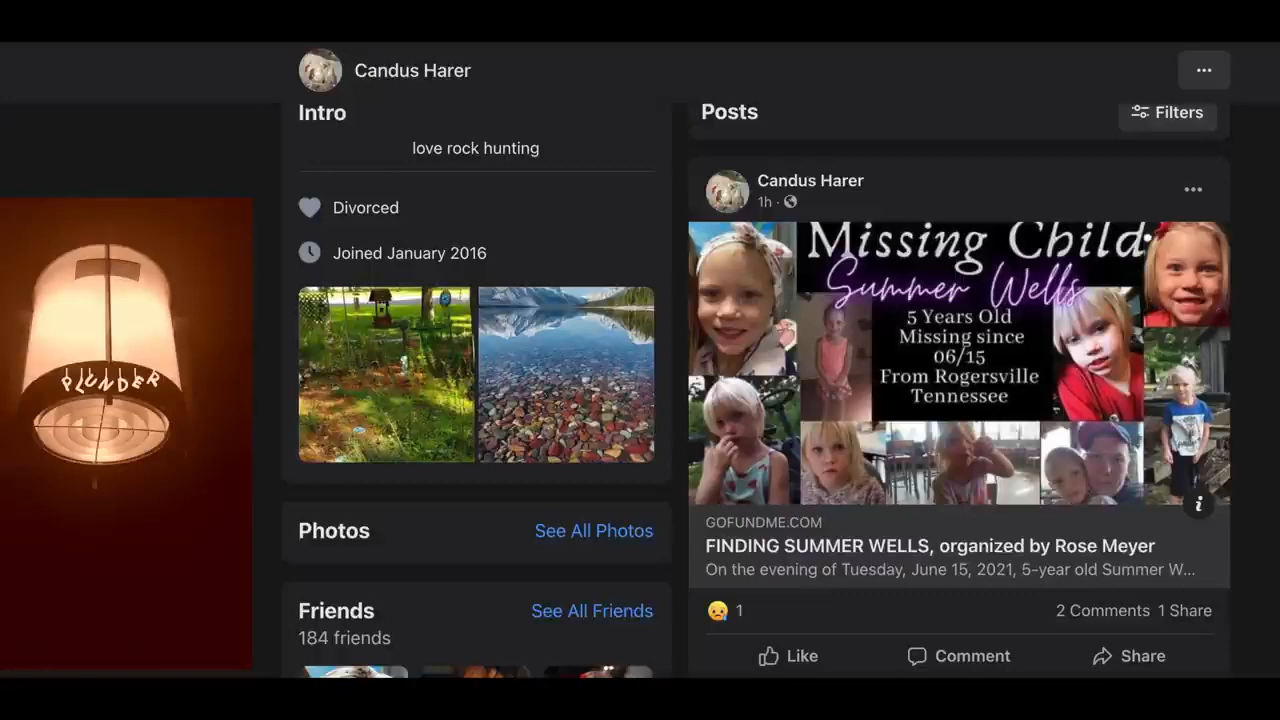 Candus Harer
Intro
love rock hunting
Divorced
Joined January 2016
Photos
See All Photos
Friends
See All Friends
184 friends
PLUNDER
Posts
Filters
Candus Harer
1h ·
Missing Child:
Summer Wells
5 Years Old
Missing since
06/15
From Rogersville
Tennessee
GOFUNDME.COM
FINDING SUMMER WELLS, organized by Rose Meyer
On the evening of Tuesday, June 15, 2021, 5-year old Summer W...
1
2 Comments 1 Share
Like
Comment
Share